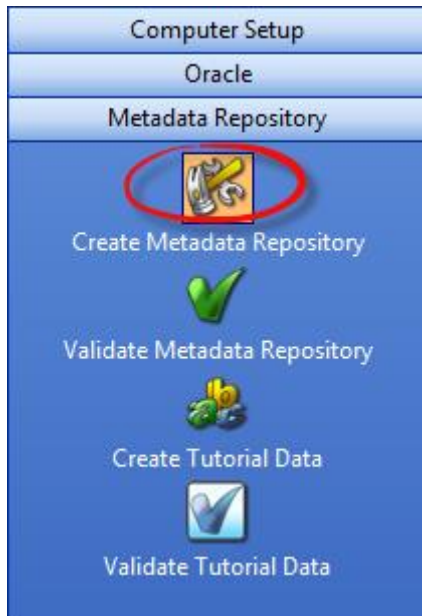 Computer Setup
Oracle
Metadata Repository
Create Metadata Repository
Validate Metadata Repository
Create Tutorial Data
Validate Tutorial Data